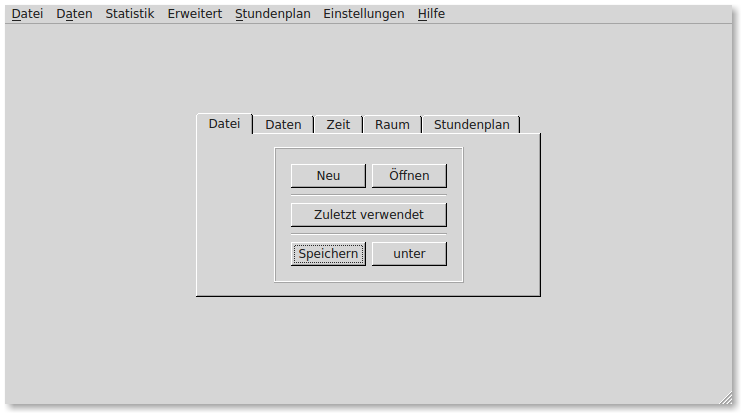 Datei Daten Statistik Erweitert Stundenplan Einstellungen Hilfe
Datei Daten Zeit Raum Stundenplan
Neu Öffnen
Zuletzt verwendet
Speichern unter